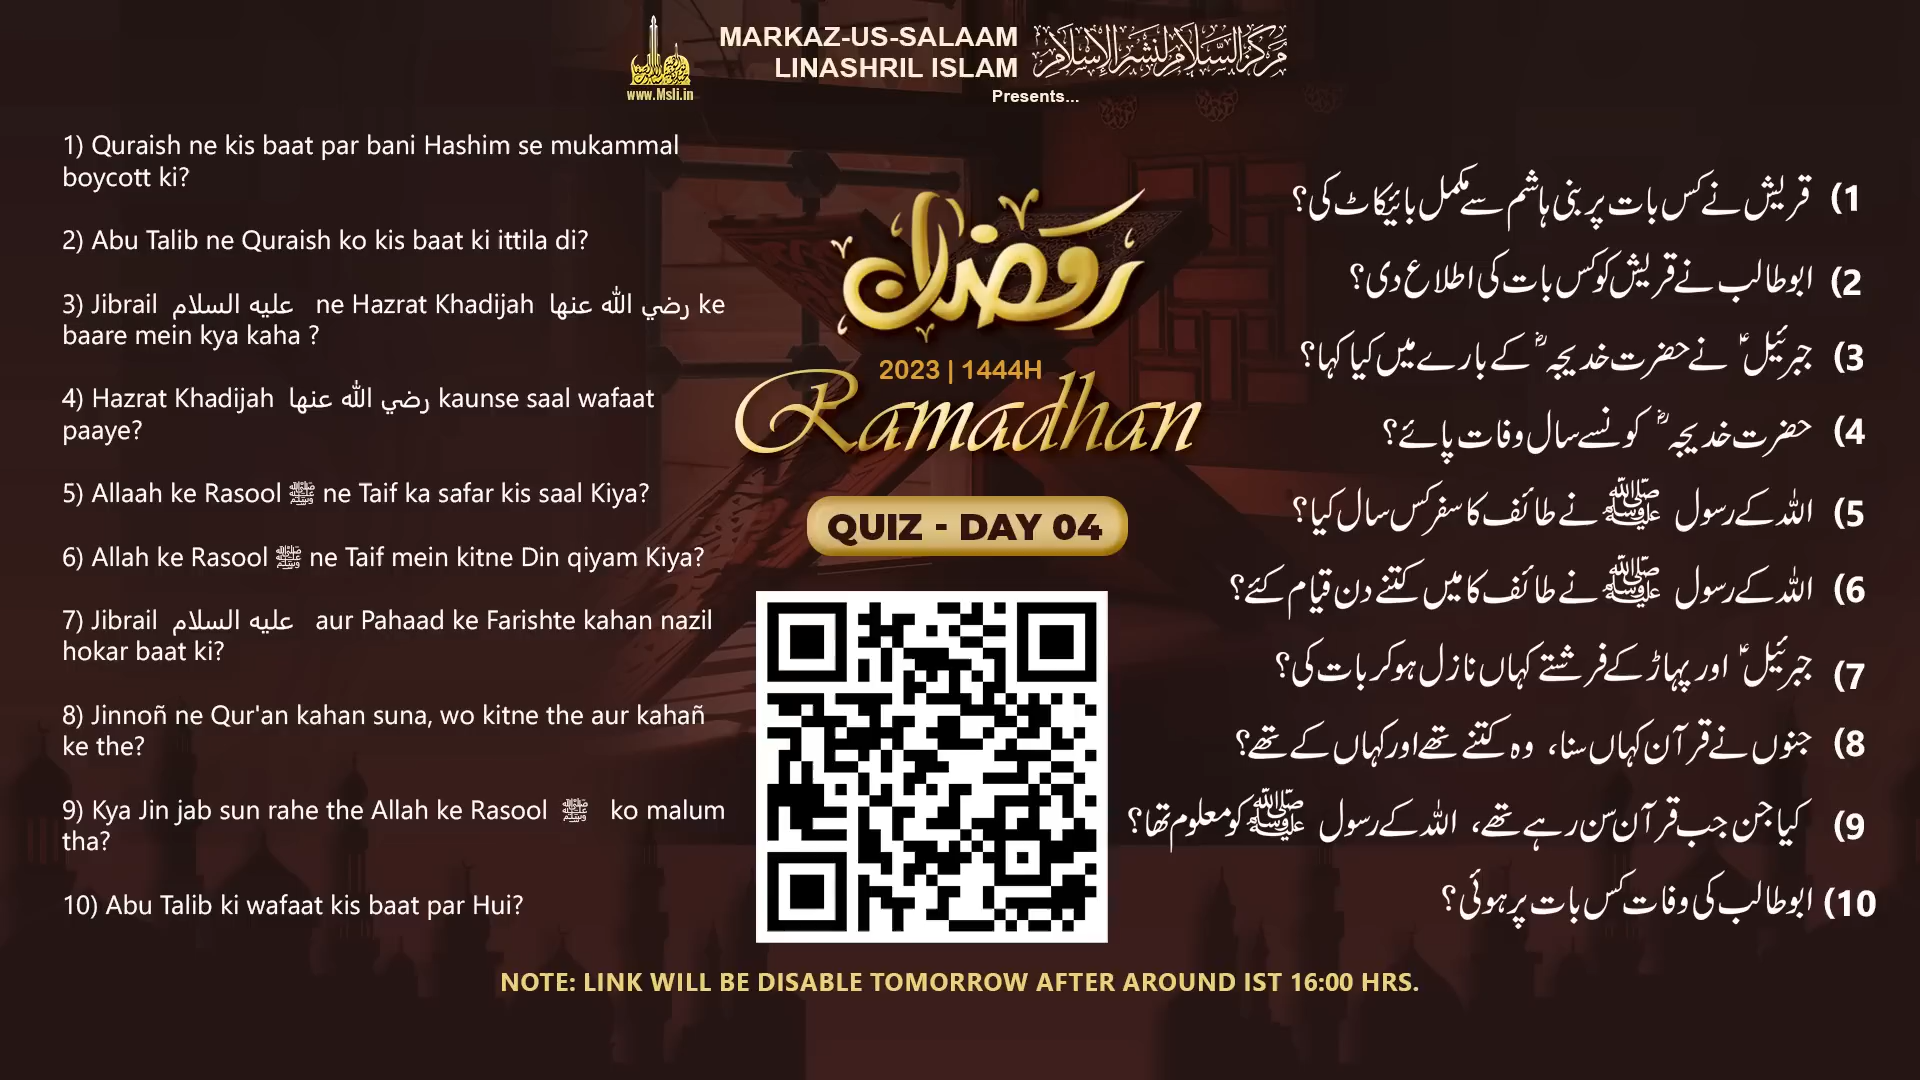 www.Msli.in
MARKAZ-US-SALAAM
LINASHRIL ISLAM
مركز السلام لنشر الإسلام
Presents...
1) Quraish ne kis baat par bani Hashim se mukammal
boycott ki?
2) Abu Talib ne Quraish ko kis baat ki ittila di?
3) Jibrail عليه السلام ne Hazrat Khadijah رضي الله عنها ke
baare mein kya kaha ?
4) Hazrat Khadijah رضي الله عنها kaunse saal wafaat
paaye?
5) Allaah ke Rasool ﷺ ne Taif ka safar kis saal Kiya?
6) Allah ke Rasool ﷺ ne Taif mein kitne Din qiyam Kiya?
7) Jibrail عليه السلام aur Pahaad ke Farishte kahan nazil
hokar baat ki?
8) Jinnoñ ne Qur'an kahan suna, wo kitne the aur kahañ
ke the?
9) Kya Jin jab sun rahe the Allah ke Rasool ﷺ ko malum
tha?
10) Abu Talib ki wafaat kis baat par Hui?
رمضان
2023 | 1444H
Ramadhan
QUIZ - DAY 04
1) قریش نے کس بات پر بنی ہاشم سے مکمل بائیکاٹ کی؟
2) ابو طالب نے قریش کو کس بات کی اطلاع دی؟
3) جبرئیلؑ نے حضرت خدیجہؓ کے بارے میں کیا کہا؟
4) حضرت خدیجہؓ کونسے سال وفات پائے؟
5) اللہ کے رسول ﷺ نے طائف کا سفر کس سال کیا؟
6) اللہ کے رسول ﷺ نے طائف کا میں کتنے دن قیام کئے؟
7) جبرئیلؑ اور پہاڑ کے فرشتے کہاں نازل ہو کر بات کی؟
8) جنوں نے قرآن کہاں سنا، وہ کتنے تھے اور کہاں کے تھے؟
9) کیا جن جب قرآن سن رہے تھے، اللہ کے رسول ﷺ کو معلوم تھا؟
10) ابو طالب کی وفات کس بات پر ہوئی؟
NOTE: LINK WILL BE DISABLE TOMORROW AFTER AROUND IST 16:00 HRS.